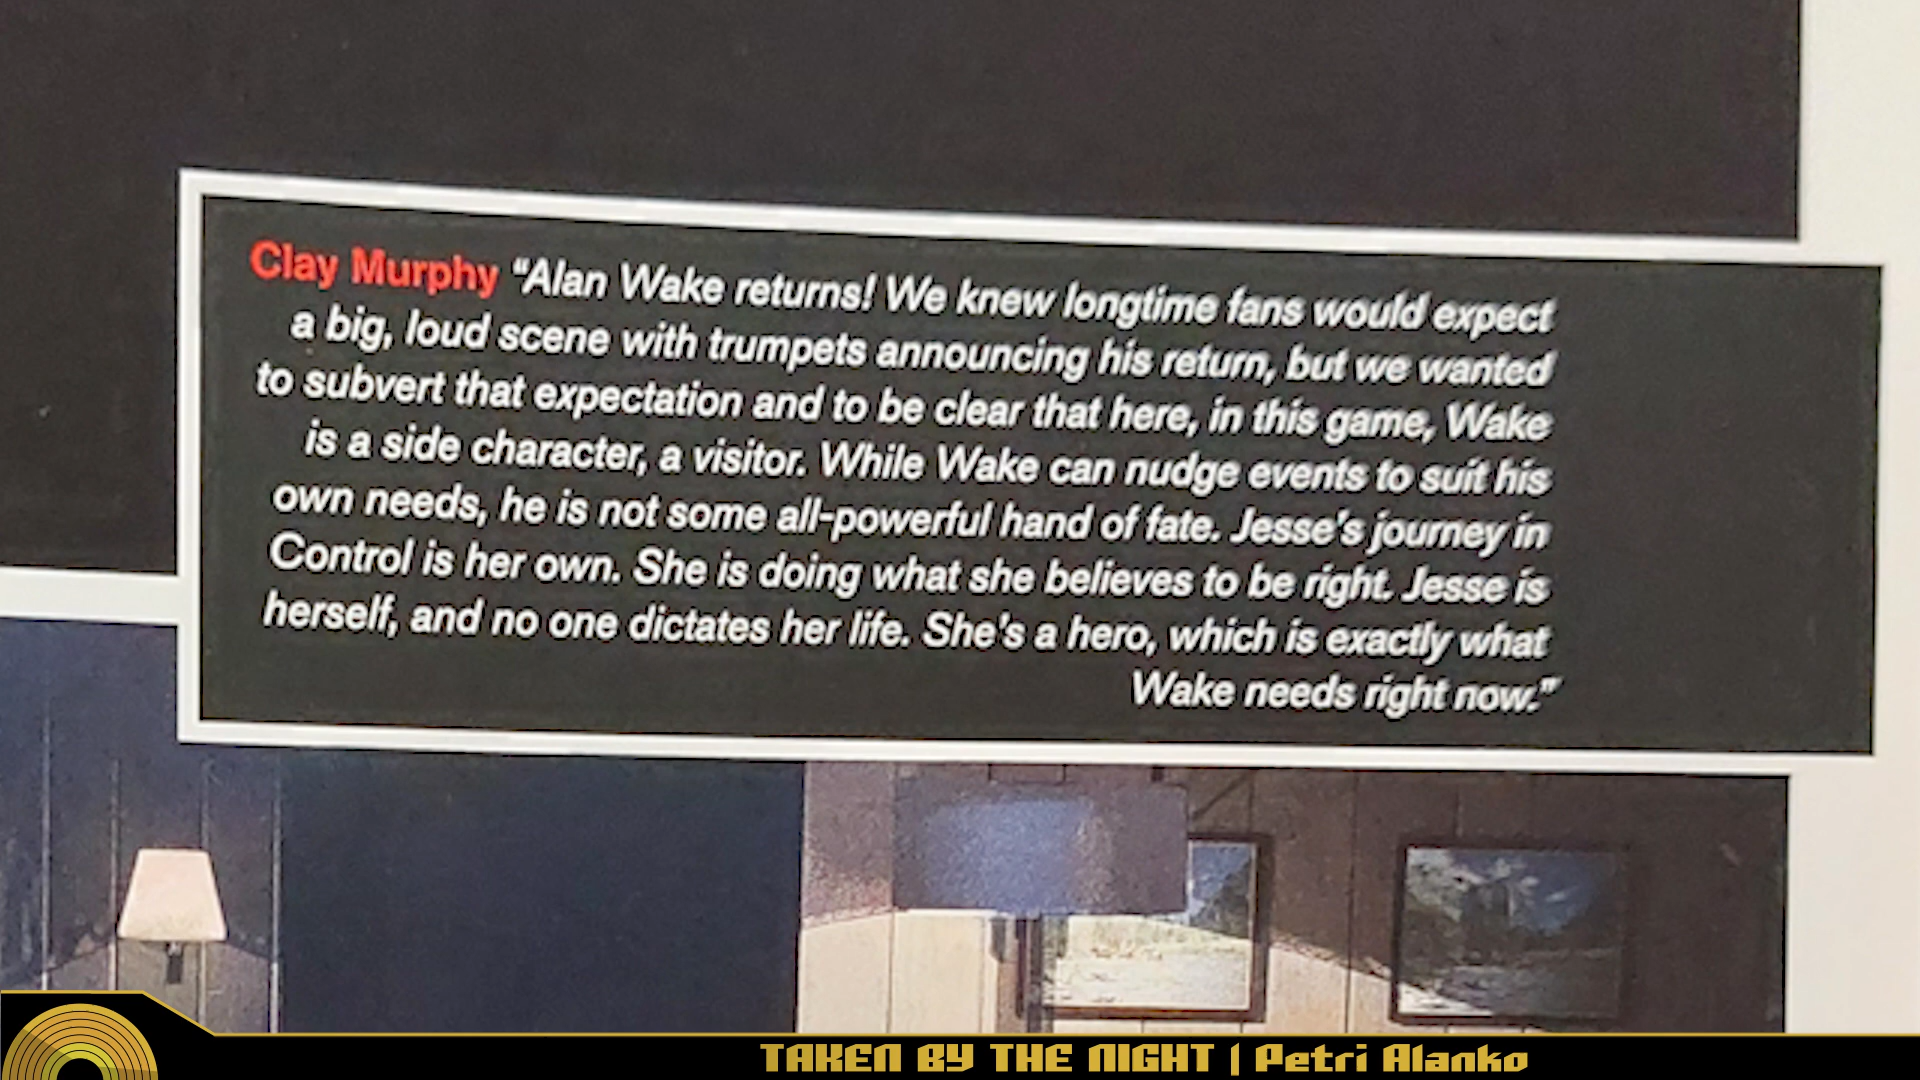 Clay Murphy "Alan Wake returns! We knew longtime fans would expect
a big, loud scene with trumpets announcing his return, but we wanted
to subvert that expectation and to be clear that here, in this game, Wake
is a side character, a visitor. While Wake can nudge events to suit his
own needs, he is not some all-powerful hand of fate. Jesse's journey in
Control is her own. She is doing what she believes to be right. Jesse is
herself, and no one dictates her life. She's a hero, which is exactly what
Wake needs right now."
TAKEN BY THE NIGHT | Petri Alanko